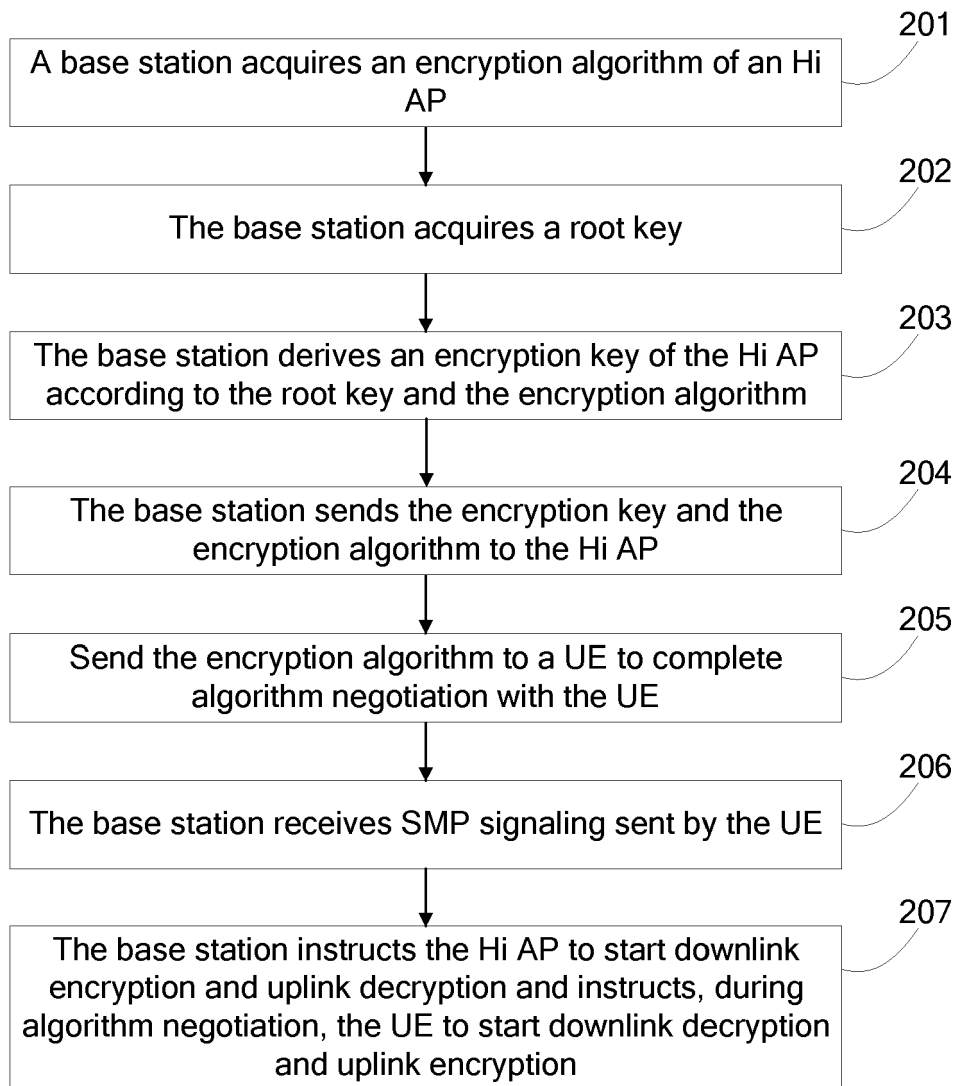 201
A base station acquires an encryption algorithm of an Hi
AP
202
The base station acquires a root key
203
The base station derives an encryption key of the Hi AP
according to the root key and the encryption algorithm
204
The base station sends the encryption key and the
encryption algorithm to the Hi AP
205
Send the encryption algorithm to a UE to complete
algorithm negotiation with the UE
206
The base station receives SMP signaling sent by the UE
207
The base station instructs the Hi AP to start downlink
encryption and uplink decryption and instructs, during
algorithm negotiation, the UE to start downlink decryption
and uplink encryption